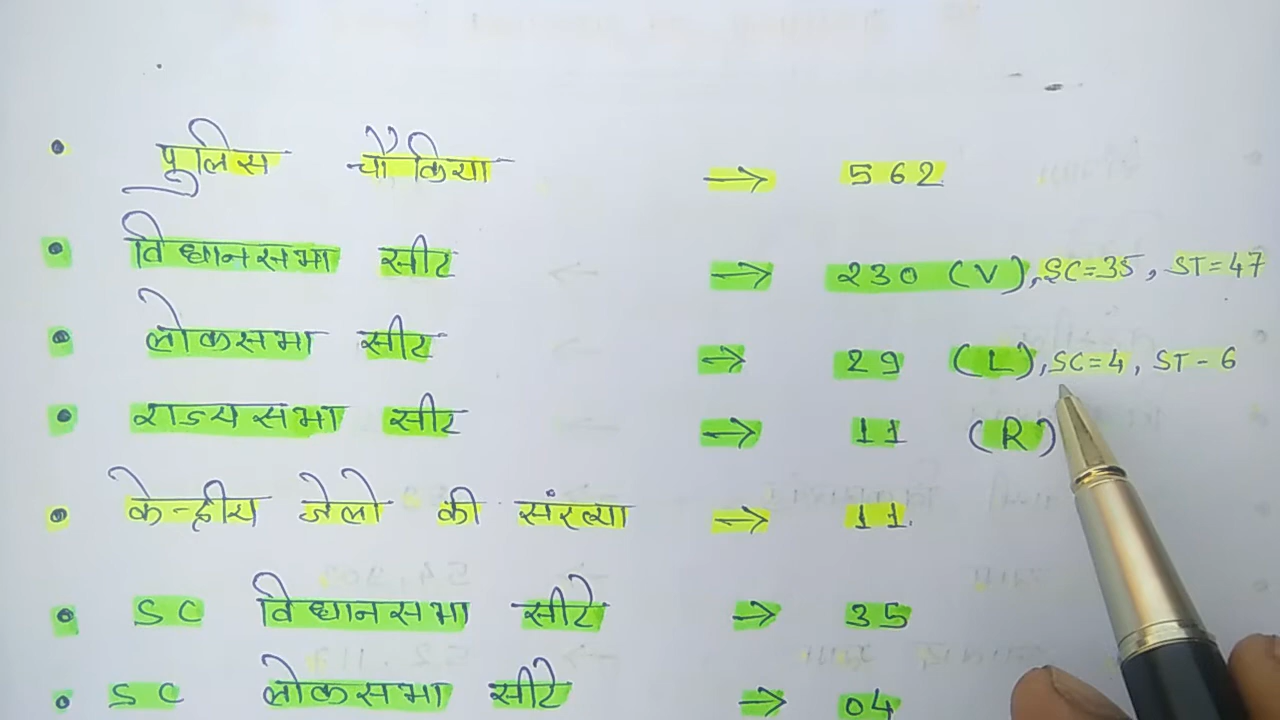 • पुलिस चौकिया → 562
• विधानसभा सीट → 230 (V), SC=35, ST=47
• लोकसभा सीट → 29 (L), SC=4, ST-6
• राज्यसभा सीट → 11 (R)
• केन्द्रीय जेलो की संख्या → 11.
• SC विधानसभा सीटे → 35
• SC लोकसभा सीटे → 04